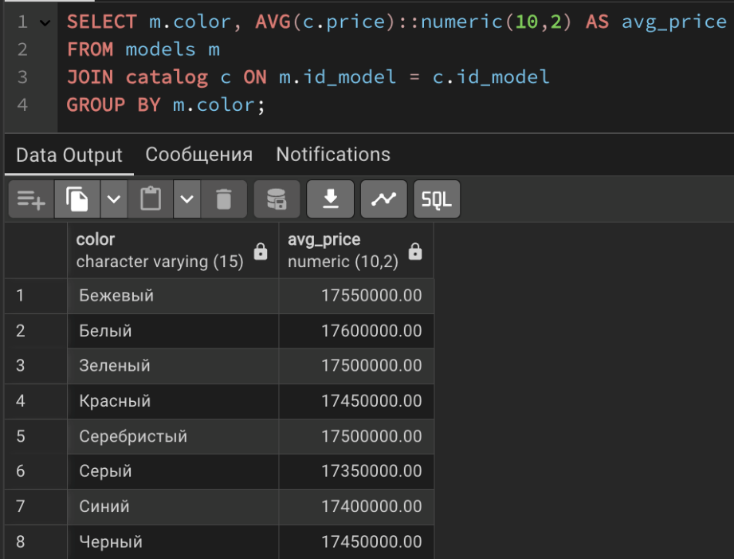 1 SELECT m.color, AVG(c.price)::numeric(10,2) AS avg_price
2 FROM models m
3 JOIN catalog c ON m.id_model = c.id_model
4 GROUP BY m.color;
Data Output Сообщения Notifications
SQL
color avg_price
character varying (15) numeric (10,2)
1 Бежевый 17550000.00
2 Белый 17600000.00
3 Зеленый 17500000.00
4 Красный 17450000.00
5 Серебристый 17500000.00
6 Серый 17350000.00
7 Синий 17400000.00
8 Черный 17450000.00